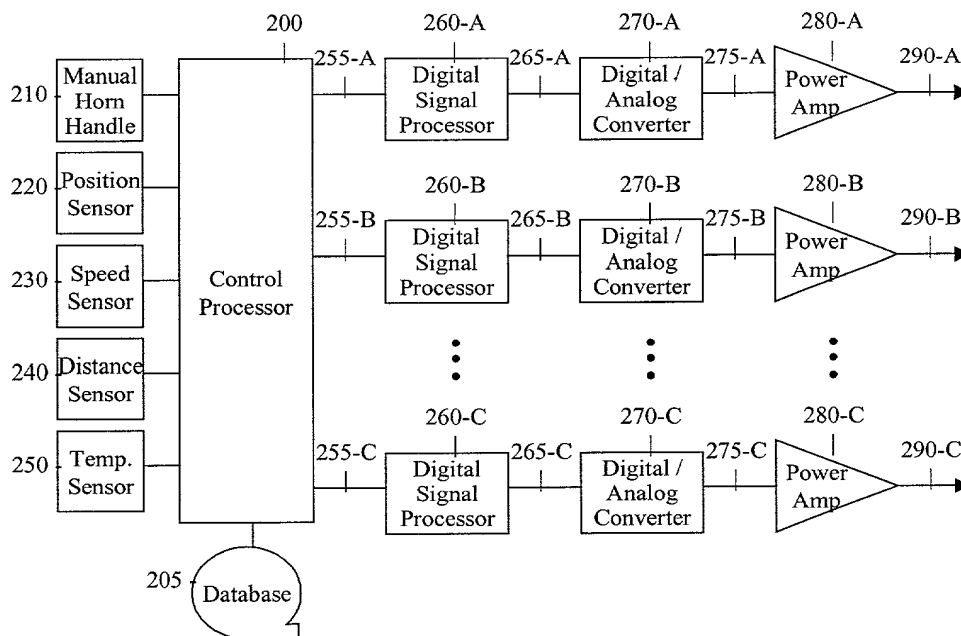 200
260-A
270-A
280-A
255-A
265-A
275-A
290-A
210
Manual
Horn
Handle
Digital
Signal
Processor
Digital /
Analog
Converter
Power
Amp
220
Position
Sensor
260-B
270-B
280-B
255-B
265-B
275-B
290-B
Digital
Signal
Processor
Digital /
Analog
Converter
Power
Amp
230
Speed
Sensor
Control
Processor
240
Distance
Sensor
260-C
270-C
280-C
255-C
265-C
275-C
290-C
250
Temp.
Sensor
Digital
Signal
Processor
Digital /
Analog
Converter
Power
Amp
205
Database